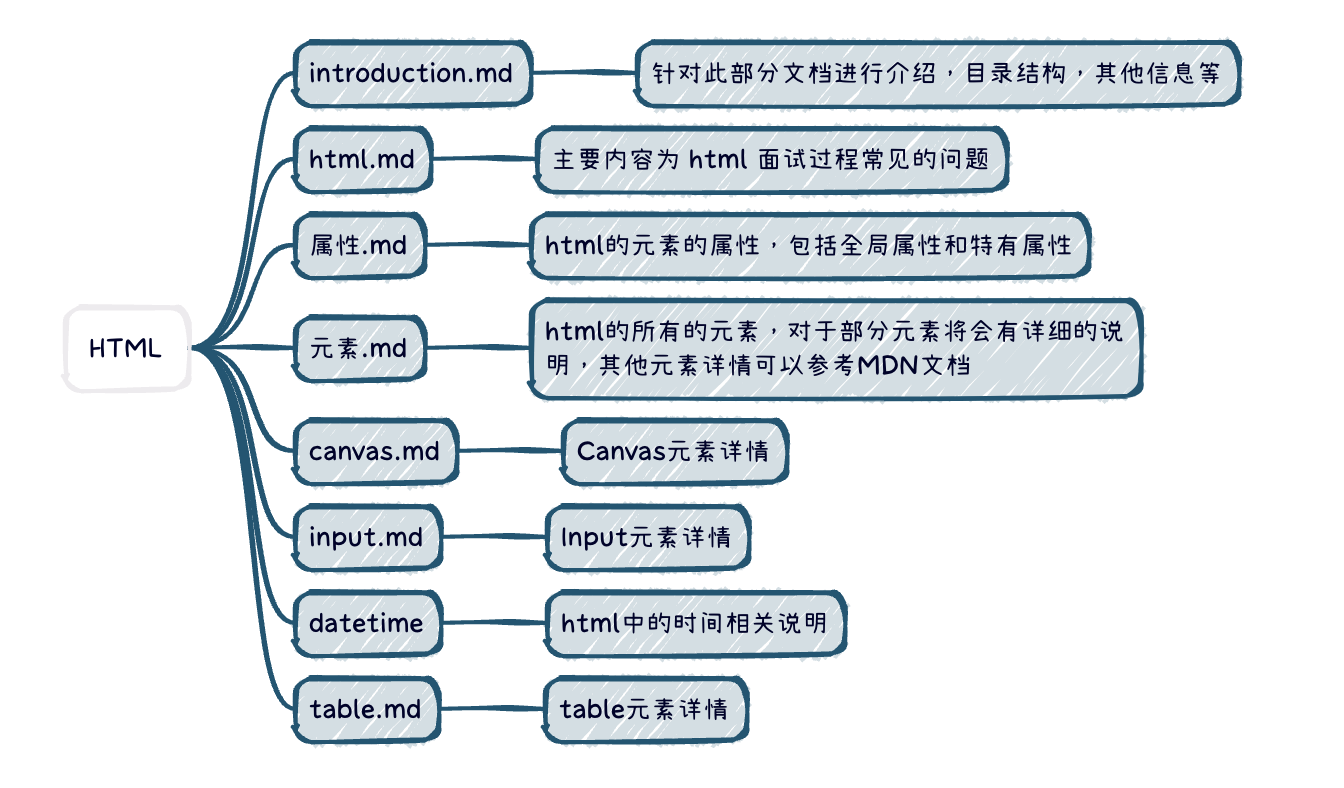 introduction.md
针对此部分文档进行介绍，目录结构，其他信息等
html.md
主要内容为 html 面试过程常见的问题
属性.md
html的元素的属性，包括全局属性和特有属性
HTML
元素.md
html的所有的元素，对于部分元素将会有详细的说
明，其他元素详情可以参考MDN文档
canvas.md
Canvas元素详情
input.md
Input元素详情
datetime
html中的时间相关说明
table.md
table元素详情